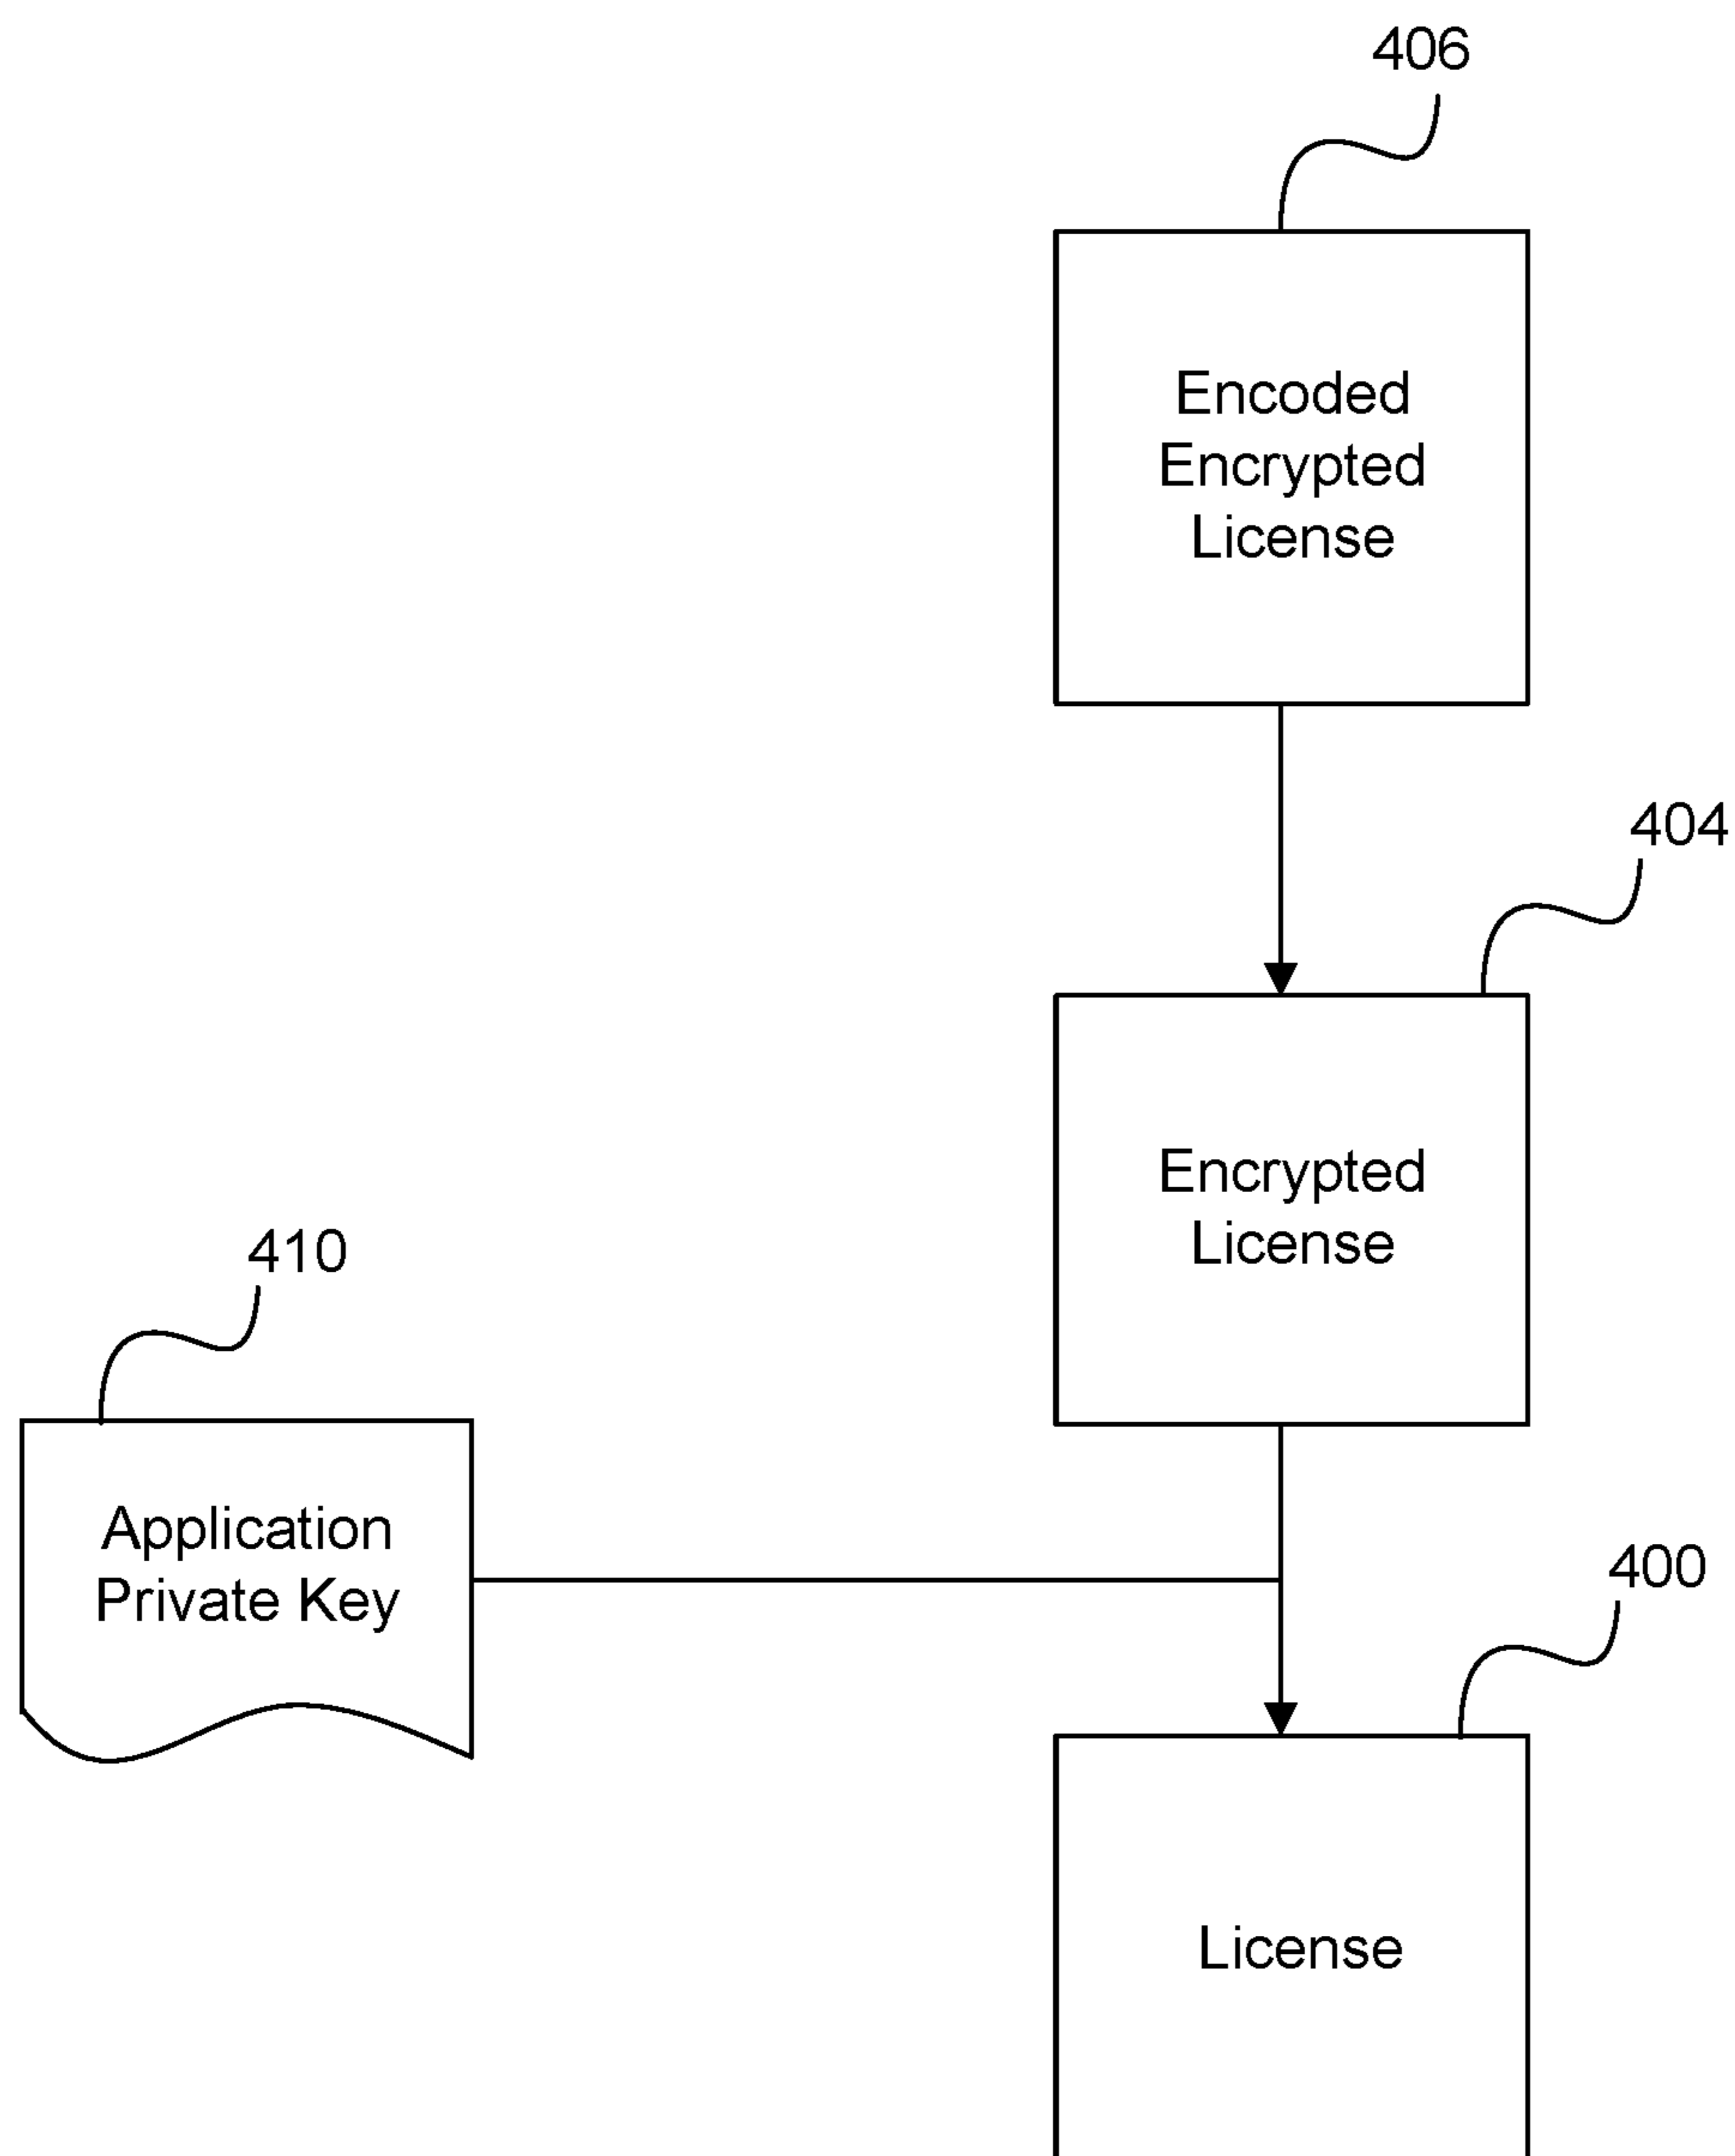 406
Encoded
Encrypted
License
404
Encrypted
License
410
Application
Private Key
400
License